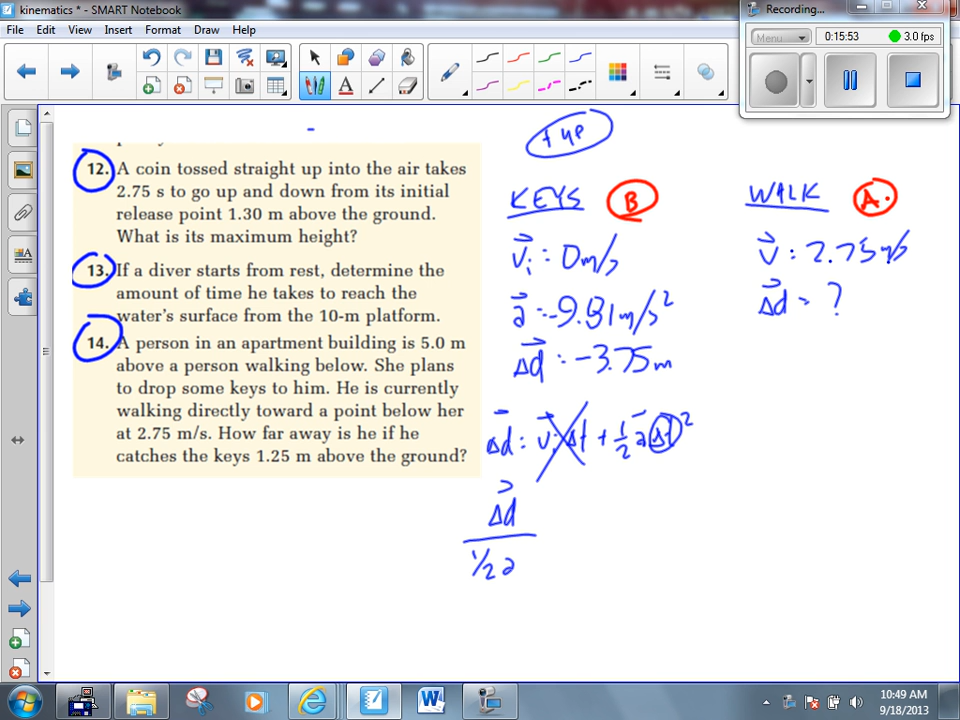 kinematics * - SMART Notebook
File Edit View Insert Format Draw Help
Recording...
Menu
0:15:53
3.0 fps
12. A coin tossed straight up into the air takes
2.75 s to go up and down from its initial
release point 1.30 m above the ground.
What is its maximum height?
13. If a diver starts from rest, determine the
amount of time he takes to reach the
water's surface from the 10-m platform.
14. A person in an apartment building is 5.0 m
above a person walking below. She plans
to drop some keys to him. He is currently
walking directly toward a point below her
at 2.75 m/s. How far away is he if he
catches the keys 1.25 m above the ground?
+ up
KEYS B
v⃗i = 0m/s
a⃗ = -9.81m/s²
Δd⃗ = -3.75m
Δd⃗ = v⃗iΔt + 1/2 a⃗Δt²
Δd⃗
1/2 a
WALK A.
v⃗ : 2.75m/s
Δd⃗ = ?
10:49 AM
9/18/2013